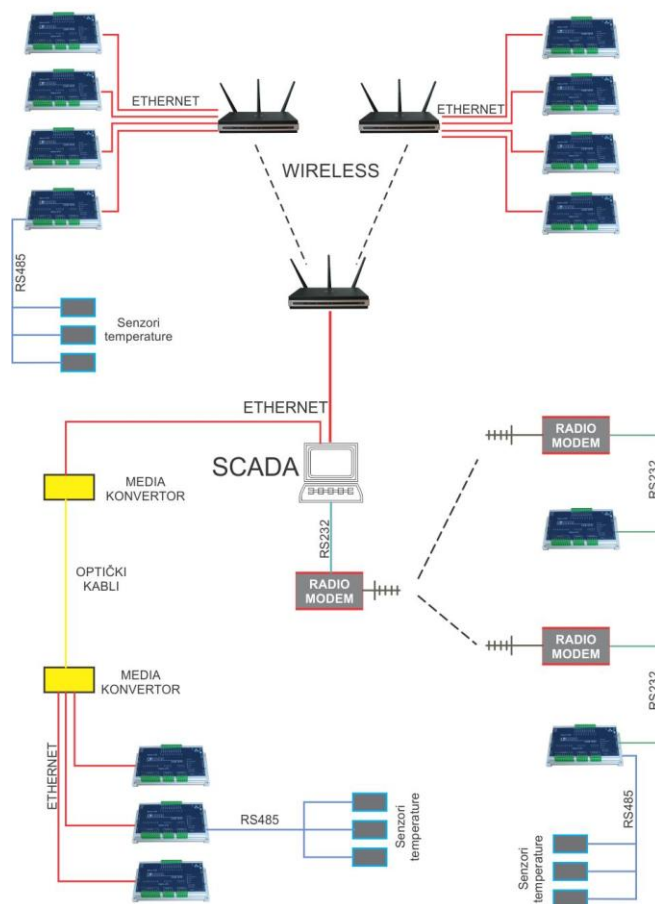 ETHERNET
ETHERNET
WIRELESS
RS485
Senzori
temperature
ETHERNET
SCADA
RADIO
MODEM
RS232
MEDIA
KONVERTOR
RS232
OPTIČKI
KABLI
RADIO
MODEM
RADIO
MODEM
MEDIA
KONVERTOR
RS232
ETHERNET
RS485
Senzori
temperature
RS485
Senzori
temperature